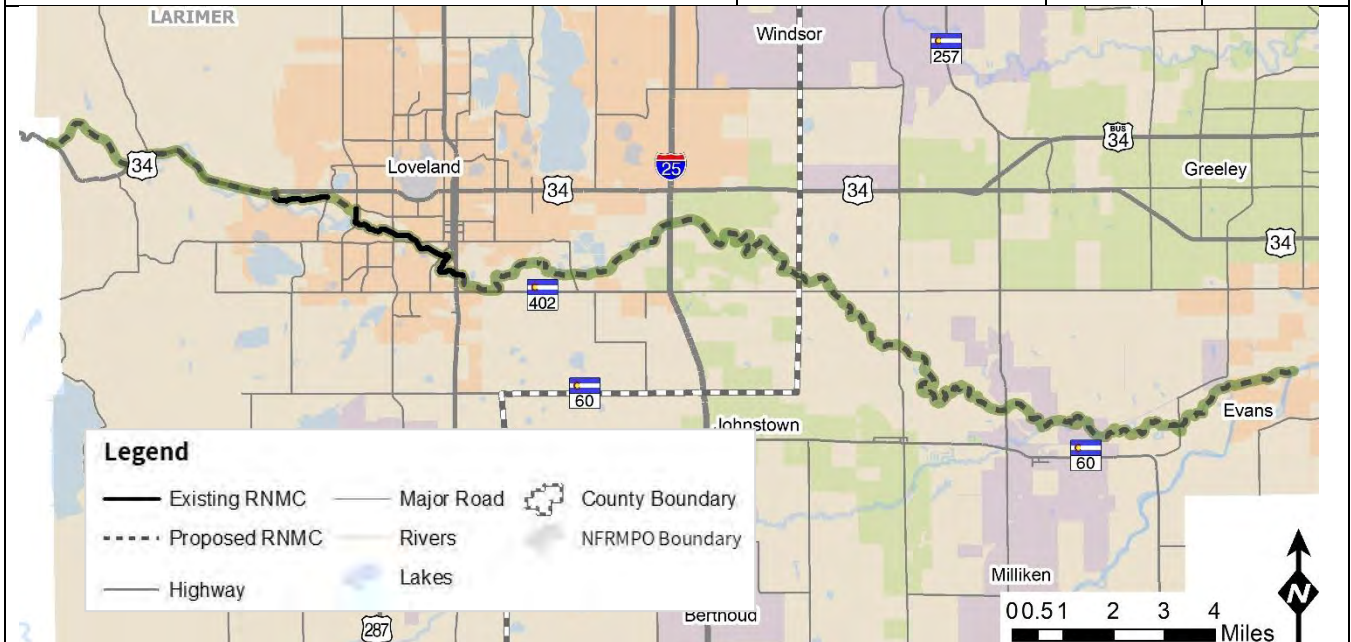 LARIMER
Windsor
257
34
Loveland
34
25
34
BUS
34
Greeley
34
402
60
Johnstown
Evans
60
Legend
Existing RNMC
Major Road
County Boundary
Proposed RNMC
Rivers
NFRMPO Boundary
Highway
Lakes
Milliken
Berthoud
287
N
0 0.5 1 2 3 4
Miles